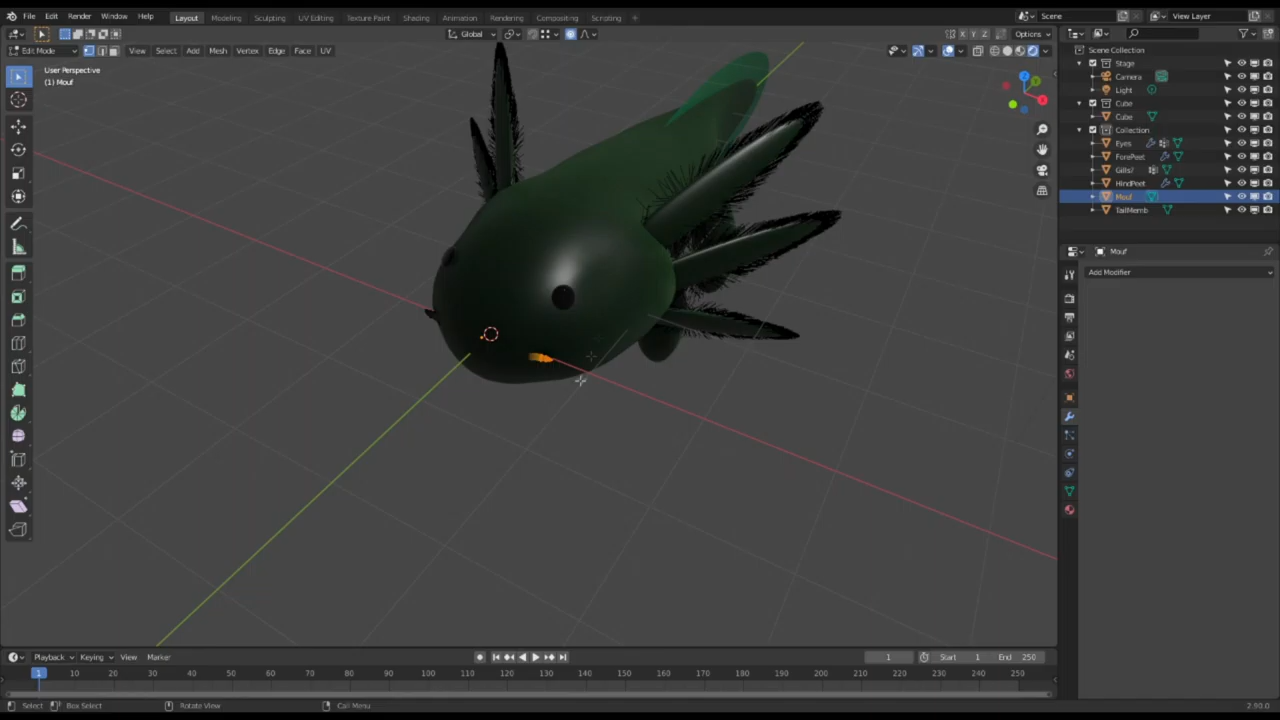 File Edit Render Window Help Layout Modeling Sculpting UV Editing Texture Paint Shading Animation Rendering Compositing Scripting + Scene View Layer
Global Options
Edit Mode View Select Add Mesh Vertex Edge Face UV X Y Z
User Perspective
(1) Mouf
Scene Collection
Stage
Camera
Light
Cube
Cube
Collection
Eyes
ForePeet
Gills/
HindPeet
Mouf
TailMemb
Mouf
Add Modifier
Playback Keying View Marker 1 Start 1 End 250
1 10 20 30 40 50 60 70 80 90 100 110 120 130 140 150 160 170 180 190 200 210 220 230 240 250
Select Box Select Rotate View Call Menu 2.90.0